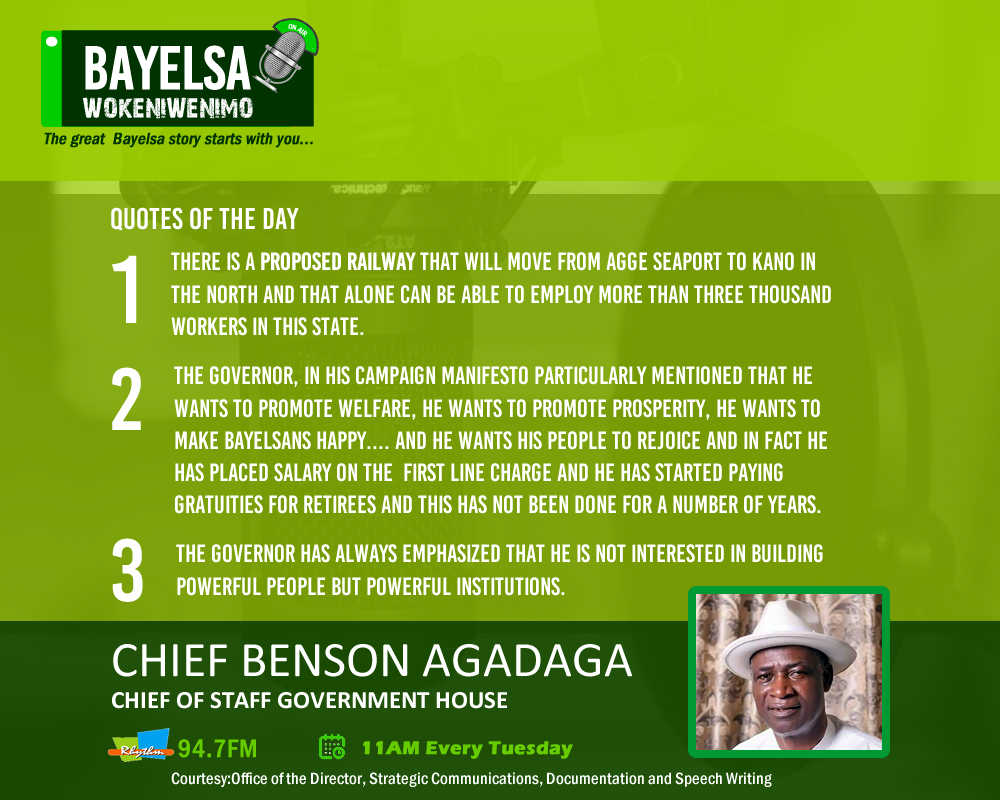 ON AIR
BAYELSA
WOKENIWENIMO
The great Bayelsa story starts with you...
QUOTES OF THE DAY
1
THERE IS A PROPOSED RAILWAY THAT WILL MOVE FROM AGGE SEAPORT TO KANO IN
THE NORTH AND THAT ALONE CAN BE ABLE TO EMPLOY MORE THAN THREE THOUSAND
WORKERS IN THIS STATE.
2
THE GOVERNOR, IN HIS CAMPAIGN MANIFESTO PARTICULARLY MENTIONED THAT HE
WANTS TO PROMOTE WELFARE, HE WANTS TO PROMOTE PROSPERITY, HE WANTS TO
MAKE BAYELSANS HAPPY.... AND HE WANTS HIS PEOPLE TO REJOICE AND IN FACT HE
HAS PLACED SALARY ON THE FIRST LINE CHARGE AND HE HAS STARTED PAYING
GRATUITIES FOR RETIREES AND THIS HAS NOT BEEN DONE FOR A NUMBER OF YEARS.
3
THE GOVERNOR HAS ALWAYS EMPHASIZED THAT HE IS NOT INTERESTED IN BUILDING
POWERFUL PEOPLE BUT POWERFUL INSTITUTIONS.
CHIEF BENSON AGADAGA
CHIEF OF STAFF GOVERNMENT HOUSE
Rhythm 94.7FM
11AM Every Tuesday
Courtesy:Office of the Director, Strategic Communications, Documentation and Speech Writing